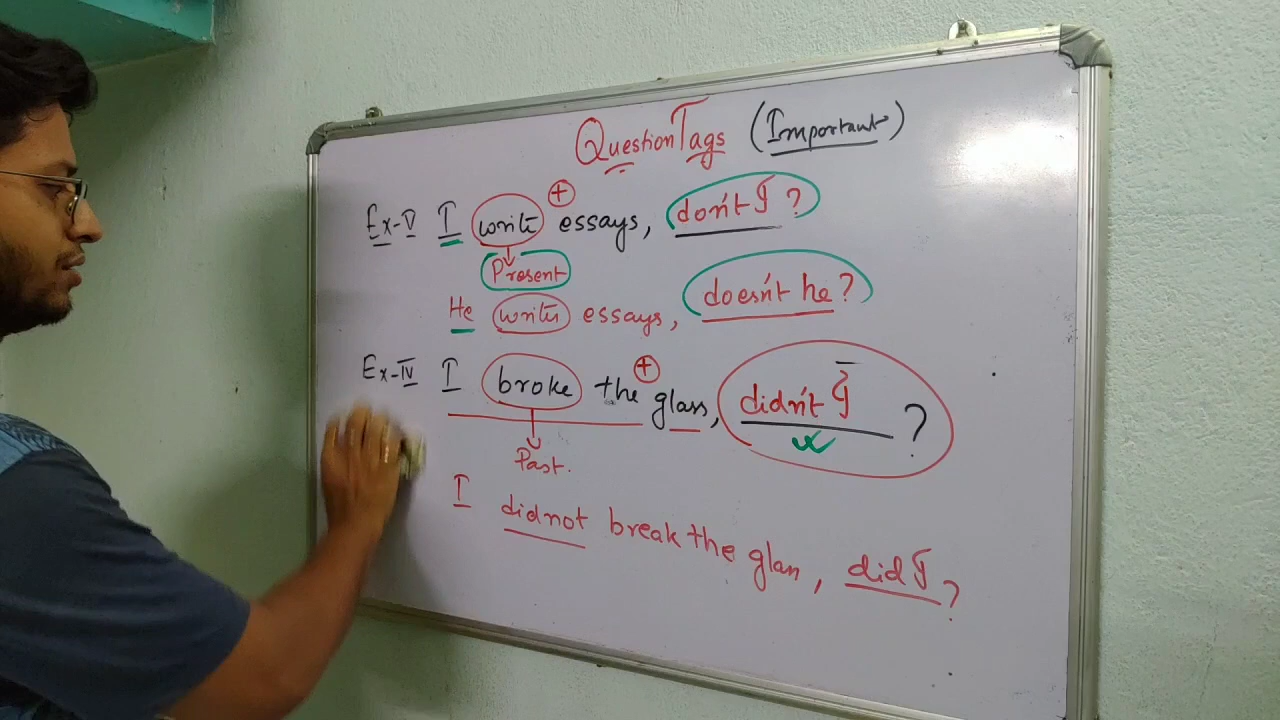 Question Tags (Important)
Ex-V I write essays, don't I ?
Present
He writes essays, doesn't he ?
Ex-IV I broke the glass, didn't I ?
Past.
I didnot break the glass, did I ?